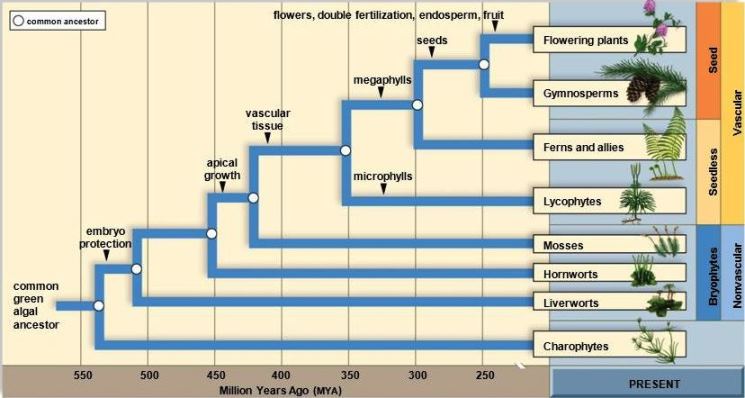 common ancestor
flowers, double fertilization, endosperm, fruit
seeds
megaphylls
vascular
tissue
microphylls
apical
growth
embryo
protection
common
green
algal
ancestor
Flowering plants
Gymnosperms
Ferns and allies
Lycophytes
Mosses
Hornworts
Liverworts
Charophytes
Seed
Seedless
Vascular
Bryophytes
Nonvascular
550 500 450 400 350 300 250
Million Years Ago (MYA)
PRESENT